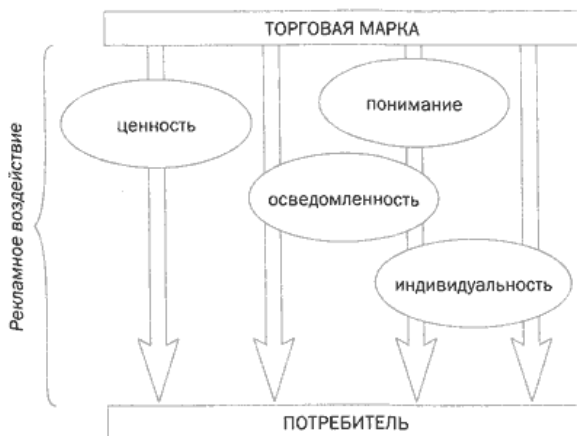 ТОРГОВАЯ МАРКА
ценность
понимание
осведомленность
индивидуальность
Рекламное воздействие
ПОТРЕБИТЕЛЬ